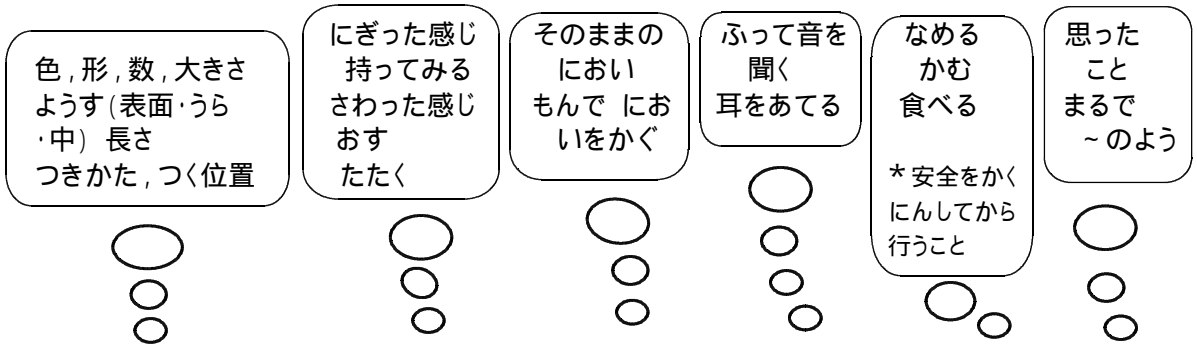 色，形，数，大きさ
ようす(表面・うら
・中) 長さ
つきかた，つく位置
にぎった感じ
持ってみる
さわった感じ
おす
たたく
そのままの
におい
もんで にお
いをかぐ
ふって音を
聞く
耳をあてる
なめる
かむ
食べる
*安全をかく
にんしてから
行うこと
思った
こと
まるで
～のよう